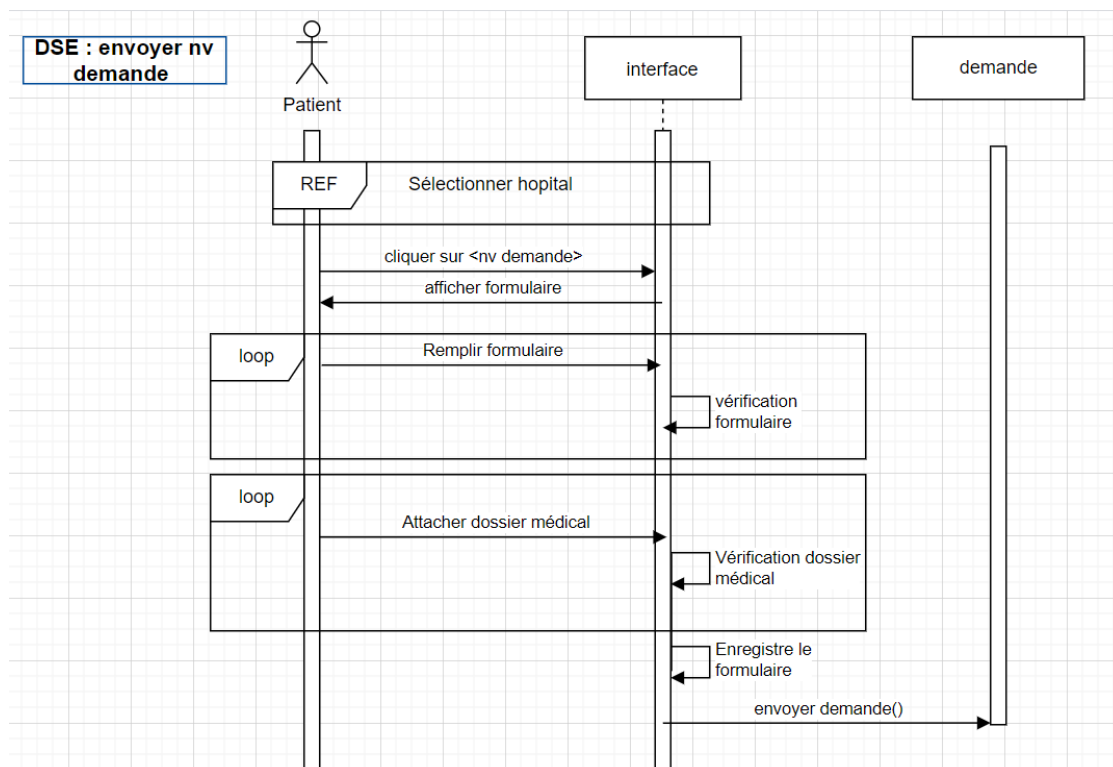 DSE : envoyer nv
demande
Patient
interface
demande
REF
Sélectionner hopital
cliquer sur <nv demande>
afficher formulaire
loop
Remplir formulaire
vérification
formulaire
loop
Attacher dossier médical
Vérification dossier
médical
Enregistre le
formulaire
envoyer demande()